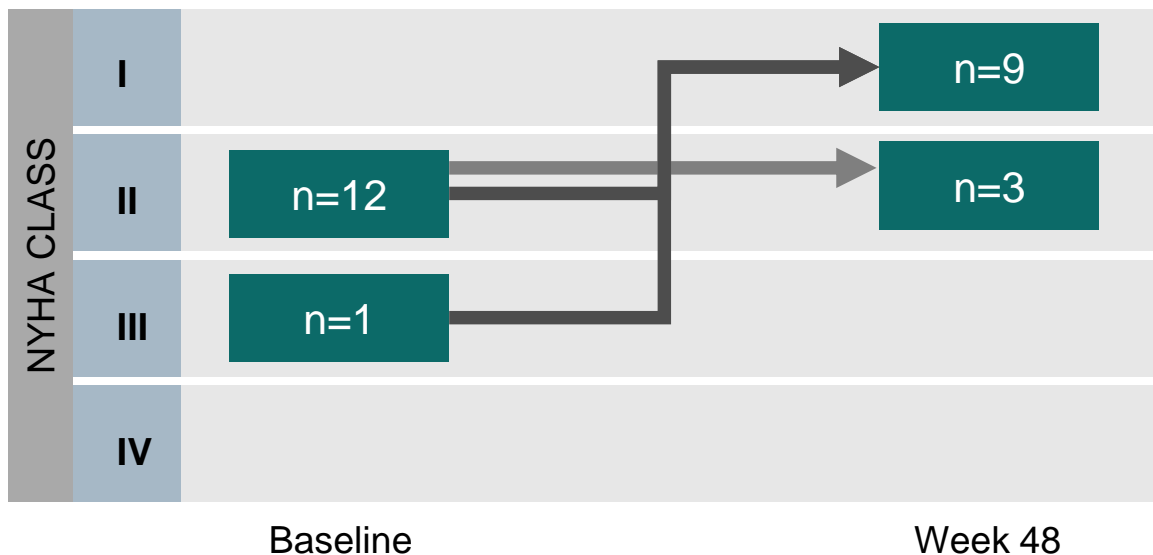 NYHA CLASS
I
n=9
II
n=12
n=3
III
n=1
IV
Baseline
Week 48